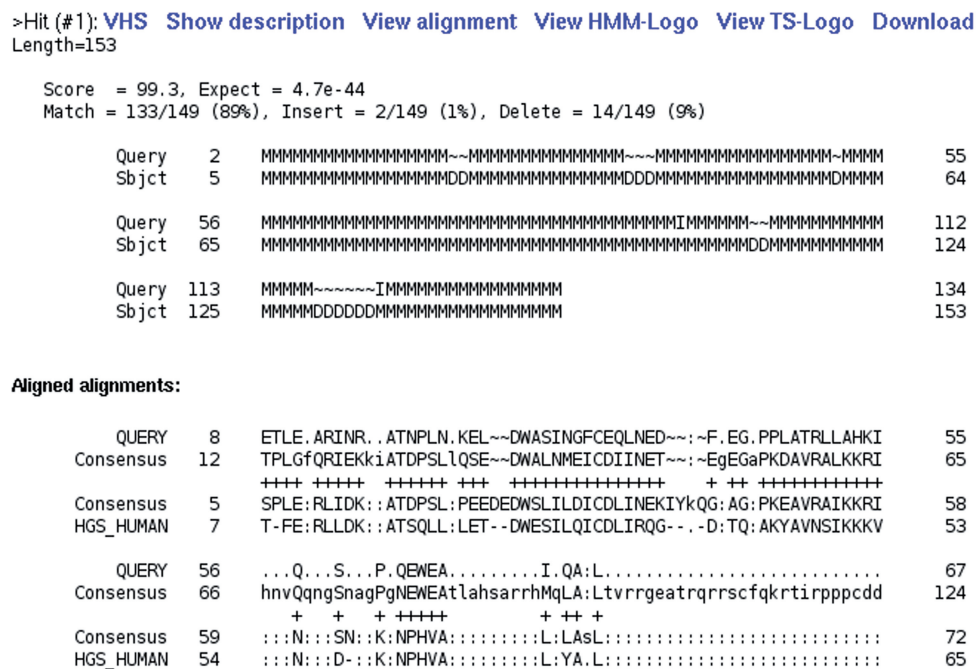 >Hit (#1): VHS Show description View alignment View HMM-Logo View TS-Logo Download
Length=153
Score = 99.3, Expect = 4.7e-44
Match = 133/149 (89%), Insert = 2/149 (1%), Delete = 14/149 (9%)
Query 2 MMMMMMMMMMMMMMMMMM~~MMMMMMMMMMMMMMM~~~MMMMMMMMMMMMMMMMM~MMMM 55
Sbjct 5 MMMMMMMMMMMMMMMMMMDDMMMMMMMMMMMMMMMDDDMMMMMMMMMMMMMMMMMDMMMM 64
Query 56 MMMMMMMMMMMMMMMMMMMMMMMMMMMMMMMMMMMMMMMMIMMMMMM~~MMMMMMMMMMM 112
Sbjct 65 MMMMMMMMMMMMMMMMMMMMMMMMMMMMMMMMMMMMMMMMMMMMMMMDDMMMMMMMMMMM 124
Query 113 MMMMM~~~~~~IMMMMMMMMMMMMMMMMM 134
Sbjct 125 MMMMMDDDDDDMMMMMMMMMMMMMMMMMM 153
Aligned alignments:
QUERY 8 ETLE.ARINR..ATNPLN.KEL~~DWASINGFCEQLNED~~:~F.EG.PPLATRLLAHKI 55
Consensus 12 TPLGfQRIEKkiATDPSLlQSE~~DWALNMEICDIINET~~:~EgEGaPKDAVRALKKRI 65
++++ +++++ ++++++ +++ +++++++++++++++ + ++ ++++++++++++
Consensus 5 SPLE:RLIDK::ATDPSL:PEEDEDWSLILDICDLINEKIYkQG:AG:PKEAVRAIKKRI 58
HGS_HUMAN 7 T-FE:RLLDK::ATSQLL:LET--DWESILQICDLIRQG--.-D:TQ:AKYAVNSIKKKV 53
QUERY 56 ...Q...S...P.QEWEA.........I.QA:L........................... 67
Consensus 66 hnvQqngSnagPgNEWEAtlahsarrhMqLA:Ltvrrgeatrqrrscfqkrtirpppcdd 124
+ + + +++++ + ++ +
Consensus 59 :::N:::SN::K:NPHVA:::::::::L:LAsL::::::::::::::::::::::::::: 72
HGS_HUMAN 54 :::N:::D-::K:NPHVA:::::::::L:YA.L::::::::::::::::::::::::::: 65